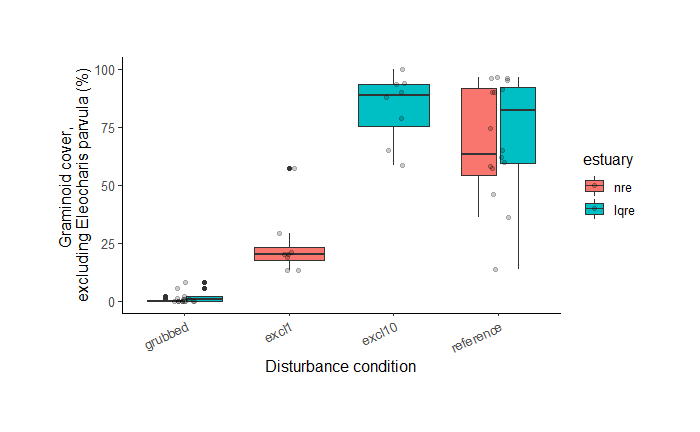 Graminoid cover,
excluding Eleocharis parvula (%)
100
75
50
25
0
grubbed
excl1
excl10
reference
Disturbance condition
estuary
nre
lqre